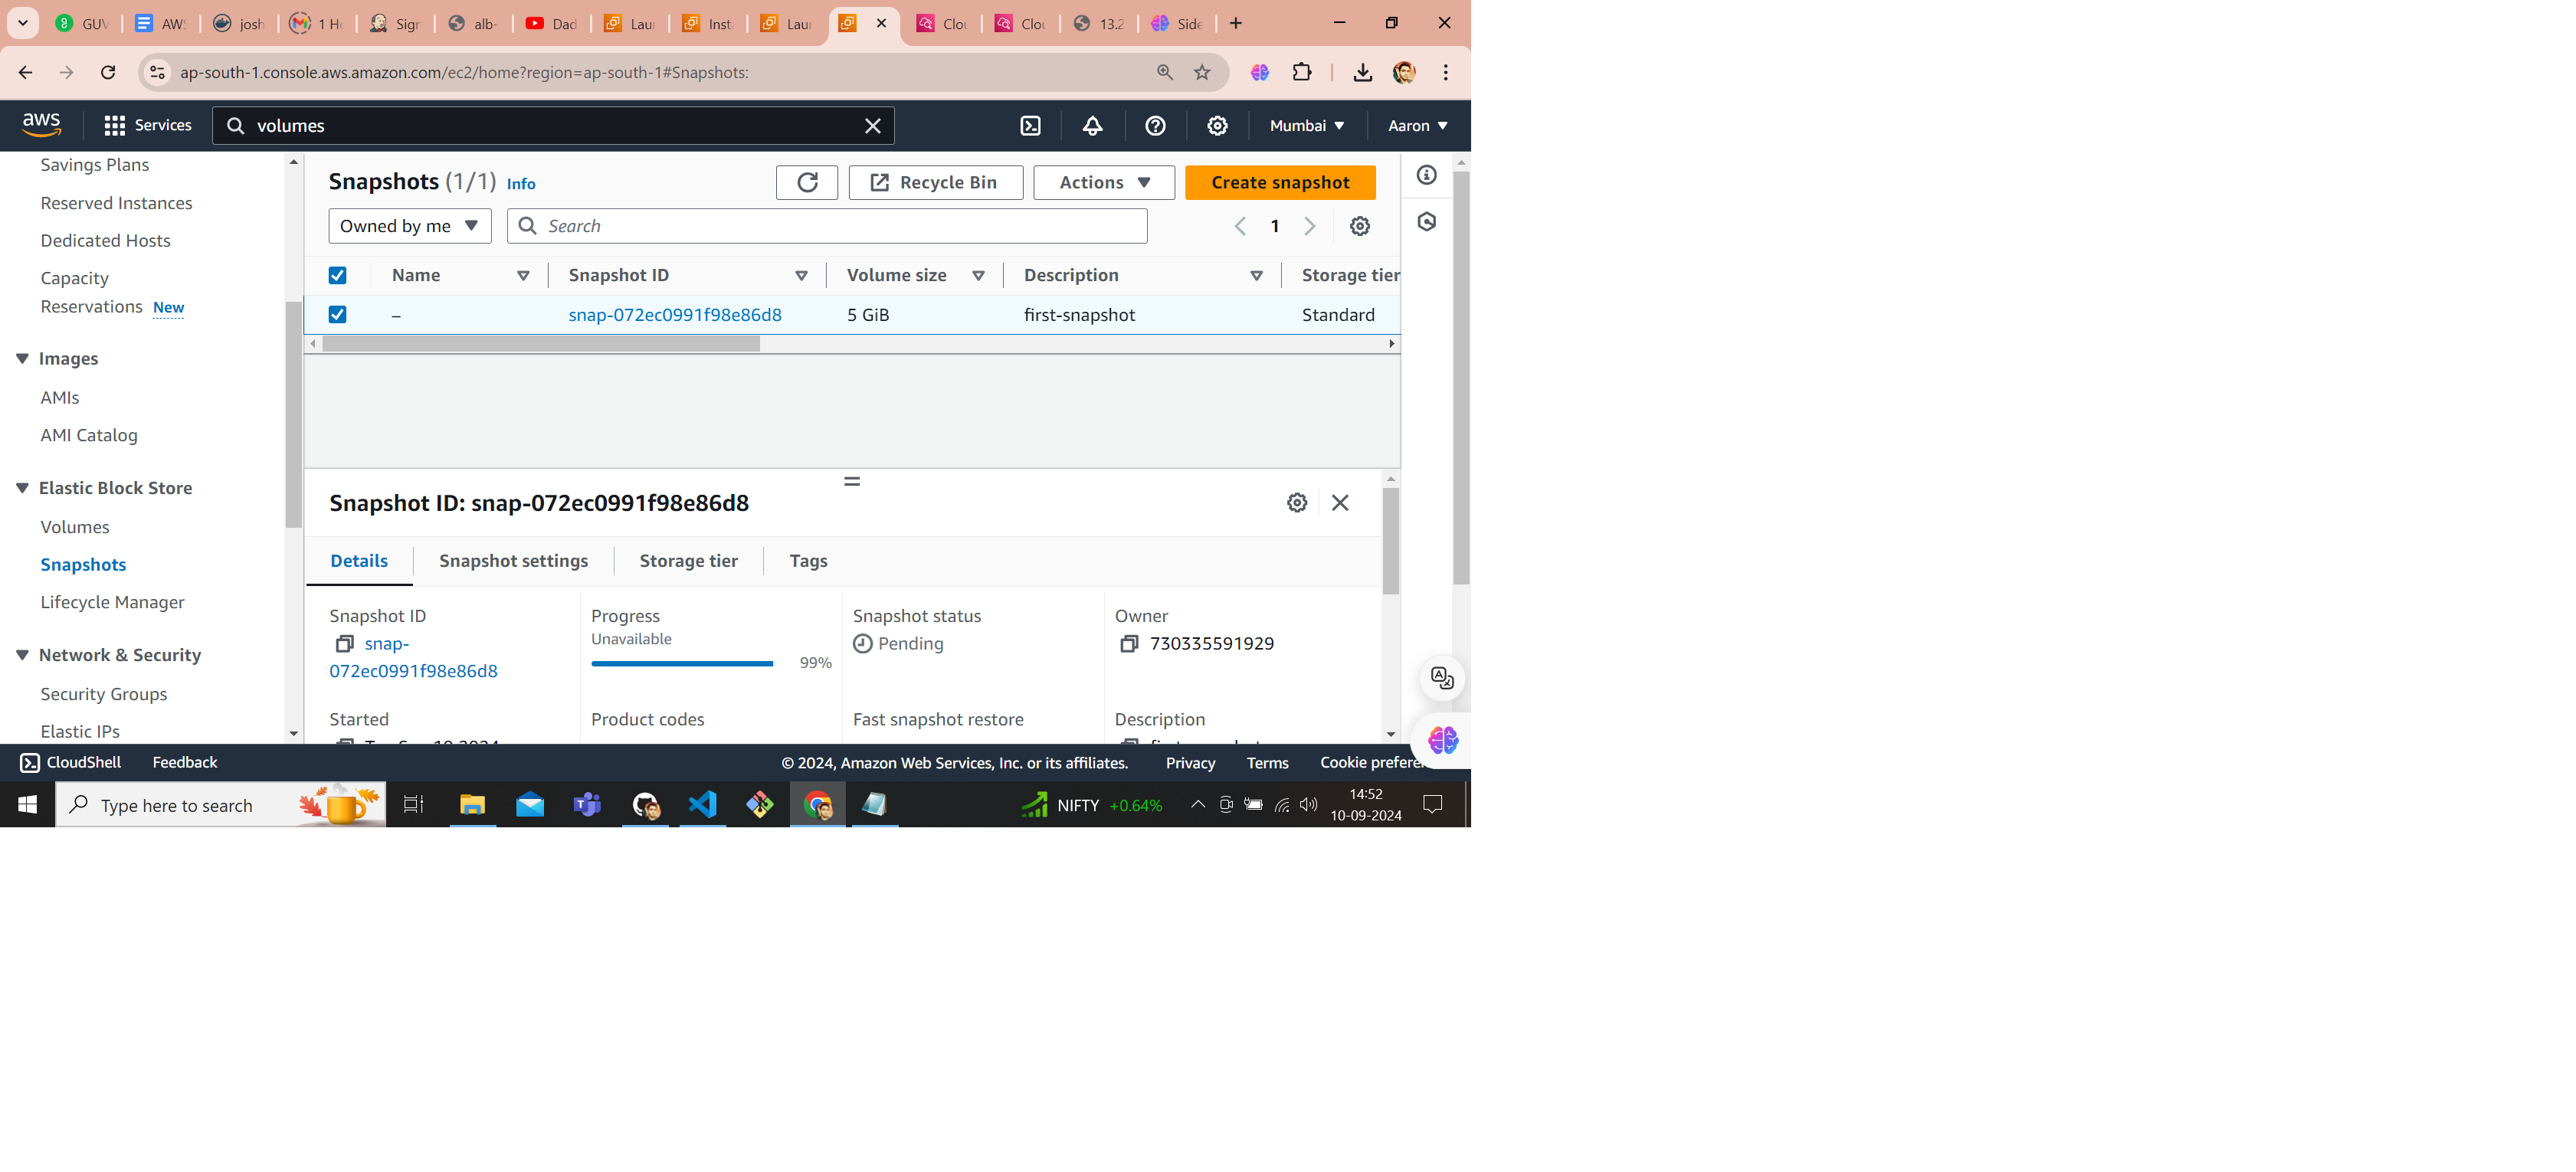 GUV
AWS
josh
1 Ho
Sign
alb-
Dad
Laun
Inst
Laun
Clou
Clou
13.2
Side
ap-south-1.console.aws.amazon.com/ec2/home?region=ap-south-1#Snapshots:
aws
Services
volumes
Mumbai
Aaron
Savings Plans
Reserved Instances
Dedicated Hosts
Capacity
Reservations New
Images
AMIs
AMI Catalog
Elastic Block Store
Volumes
Snapshots
Lifecycle Manager
Network & Security
Security Groups
Elastic IPs
Snapshots (1/1) Info
Recycle Bin
Actions
Create snapshot
Owned by me
Search
1
Name
Snapshot ID
Volume size
Description
Storage tier
–
snap-072ec0991f98e86d8
5 GiB
first-snapshot
Standard
Snapshot ID: snap-072ec0991f98e86d8
Details
Snapshot settings
Storage tier
Tags
Snapshot ID
snap-
072ec0991f98e86d8
Progress
Unavailable
99%
Snapshot status
Pending
Owner
730335591929
Started
Product codes
Fast snapshot restore
Description
CloudShell
Feedback
© 2024, Amazon Web Services, Inc. or its affiliates.
Privacy
Terms
Cookie prefere
Type here to search
NIFTY +0.64%
14:52
10-09-2024